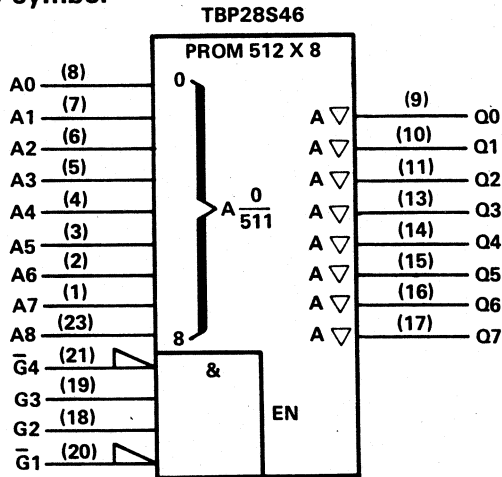 symbol
TBP28S46
PROM 512 X 8
A0 (8) 0
A1 (7) A ▽ (9) Q0
A2 (6) A ▽ (10) Q1
A3 (5) A ▽ (11) Q2
A4 (4) A 0/511 A ▽ (13) Q3
A5 (3) A ▽ (14) Q4
A6 (2) A ▽ (15) Q5
A7 (1) A ▽ (16) Q6
A8 (23) 8 A ▽ (17) Q7
G̅4 (21) &
G3 (19)
G2 (18) EN
G̅1 (20)